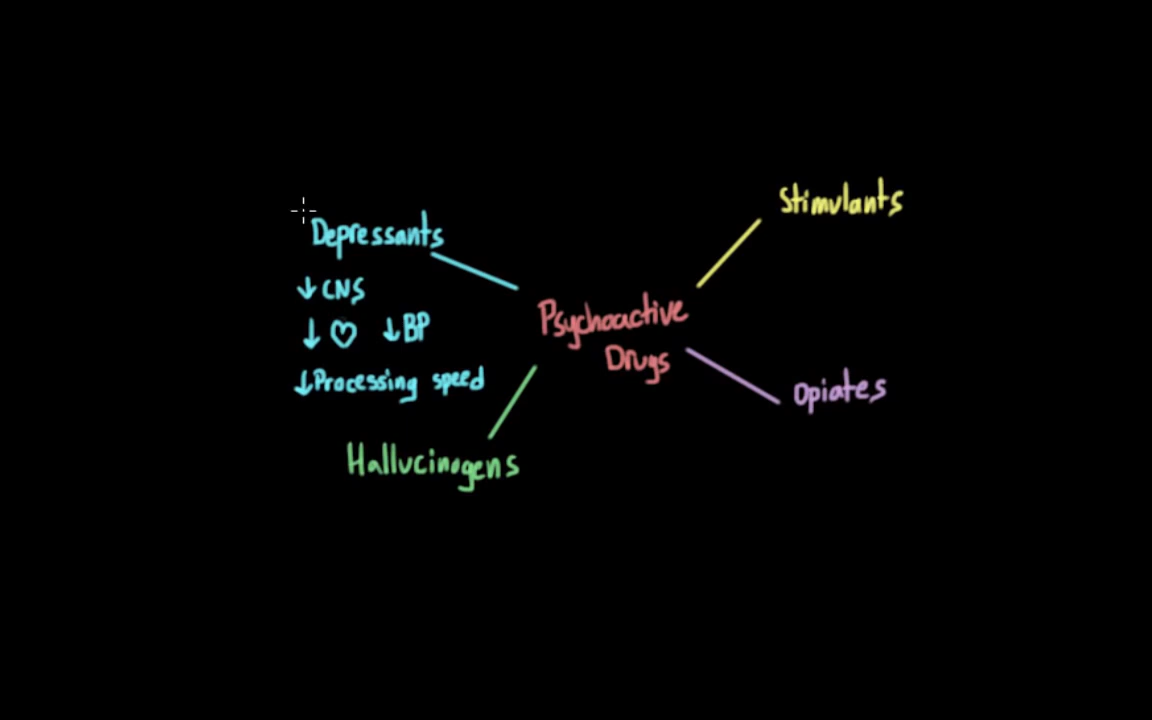 Stimulants
Depressants
↓ CNS
↓ ♡ ↓ BP
↓ Processing speed
Psychoactive
Drugs
Opiates
Hallucinogens